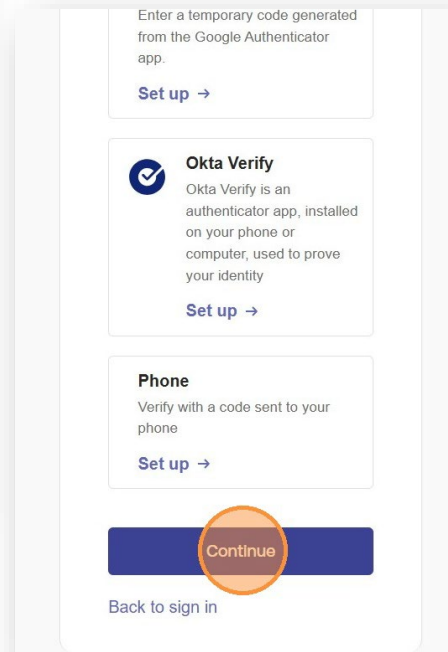 Enter a temporary code generated
from the Google Authenticator
app.
Set up →
Okta Verify
Okta Verify is an
authenticator app, installed
on your phone or
computer, used to prove
your identity
Set up →
Phone
Verify with a code sent to your
phone
Set up →
Continue
Back to sign in